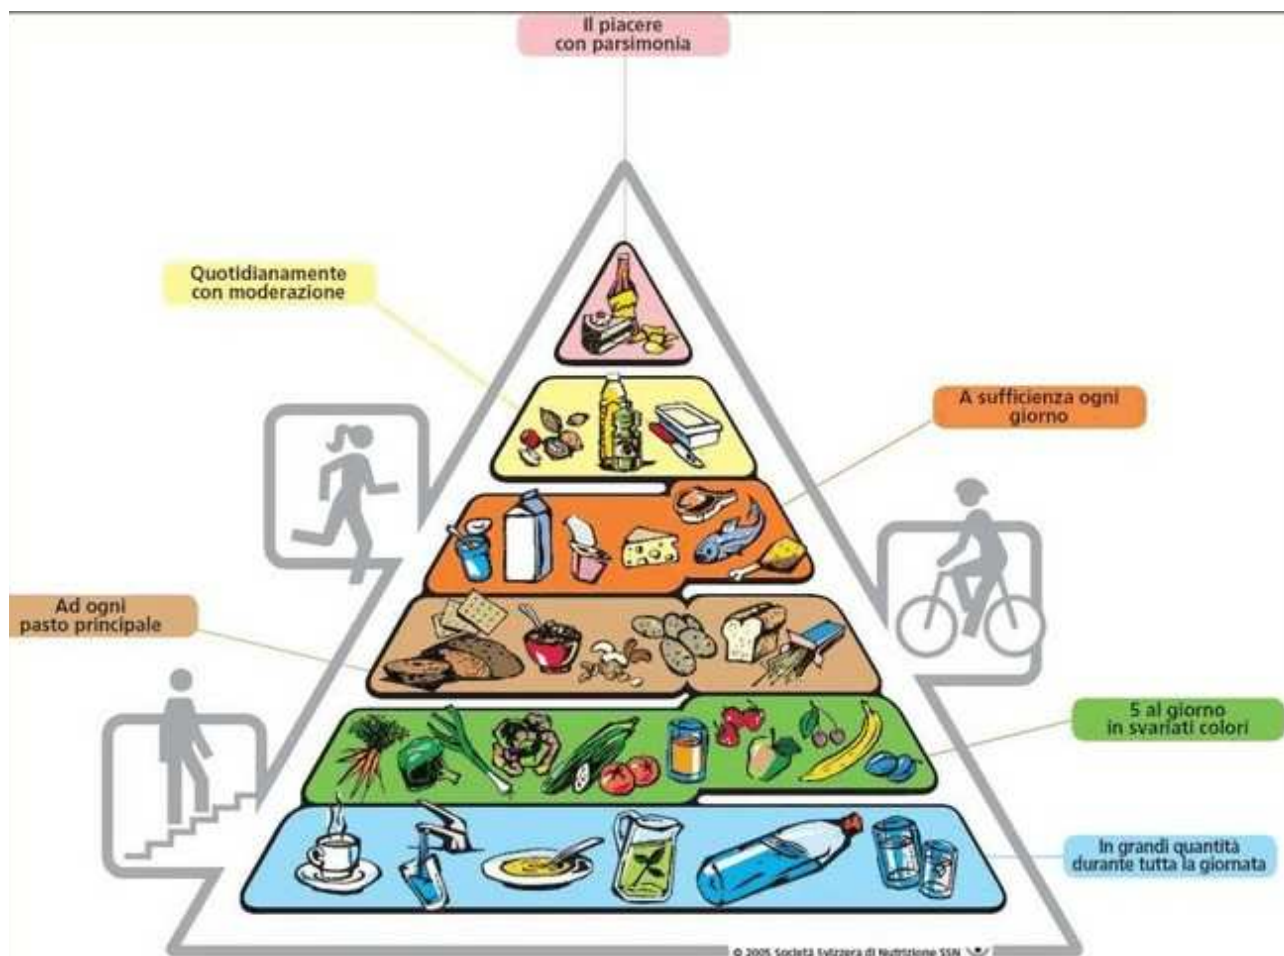 Il piacere
con parsimonia
Quotidianamente
con moderazione
A sufficienza ogni
giorno
Ad ogni
pasto principale
5 al giorno
in svariati colori
In grandi quantità
durante tutta la giornata
© 2005 Società Svizzera di Nutrizione SSN